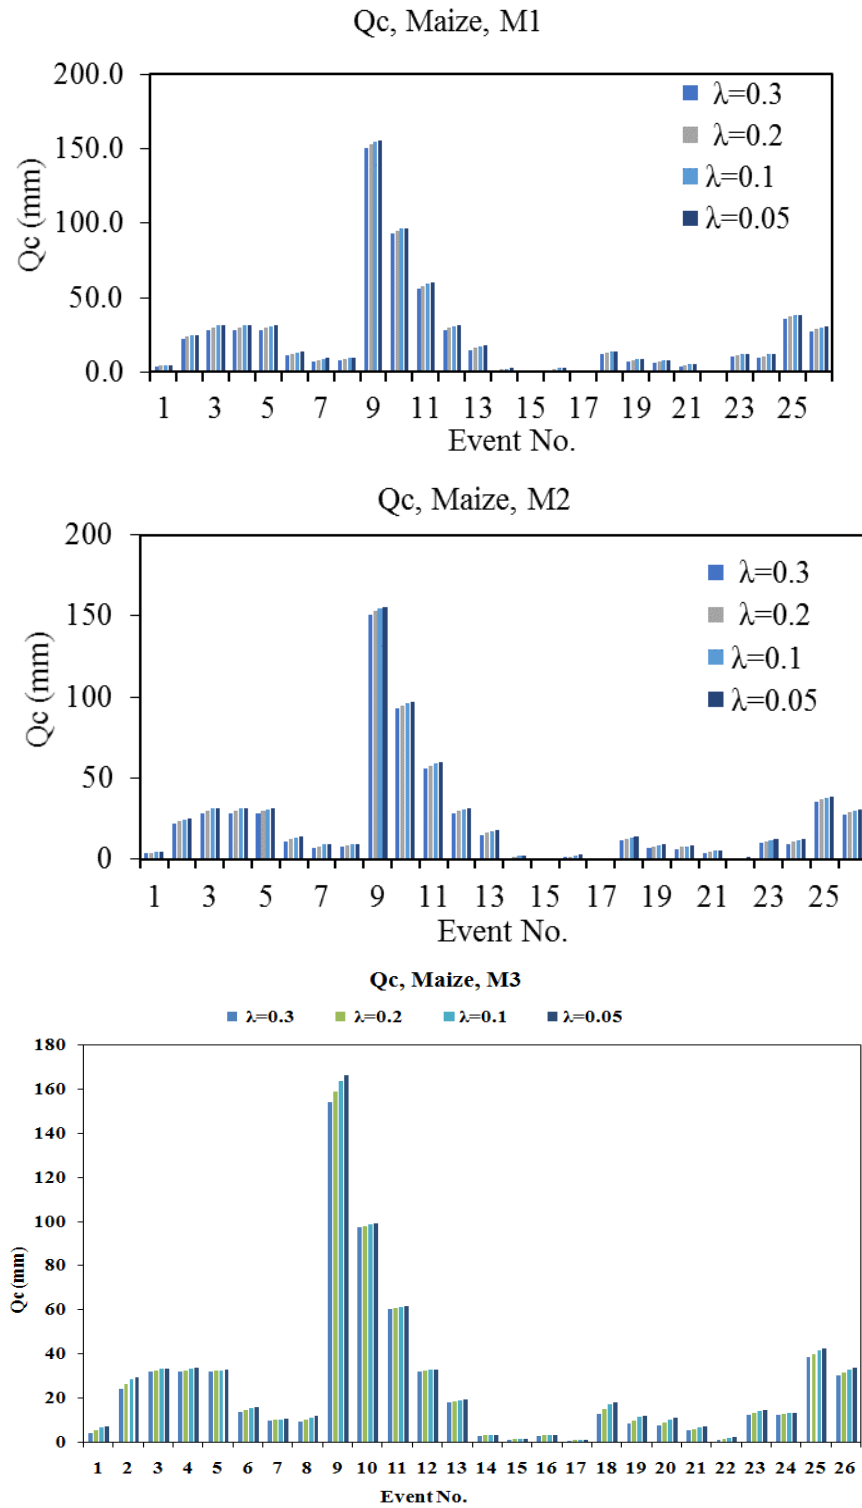 Qc, Maize, M1
200.0
150.0
100.0
50.0
0.0
Qc (mm)
λ=0.3
λ=0.2
λ=0.1
λ=0.05
1 3 5 7 9 11 13 15 17 19 21 23 25
Event No.
Qc, Maize, M2
200
150
100
50
0
Qc (mm)
λ=0.3
λ=0.2
λ=0.1
λ=0.05
1 3 5 7 9 11 13 15 17 19 21 23 25
Event No.
Qc, Maize, M3
λ=0.3 λ=0.2 λ=0.1 λ=0.05
180
160
140
120
100
80
60
40
20
0
Qc (mm)
1 2 3 4 5 6 7 8 9 10 11 12 13 14 15 16 17 18 19 20 21 22 23 24 25 26
Event No.